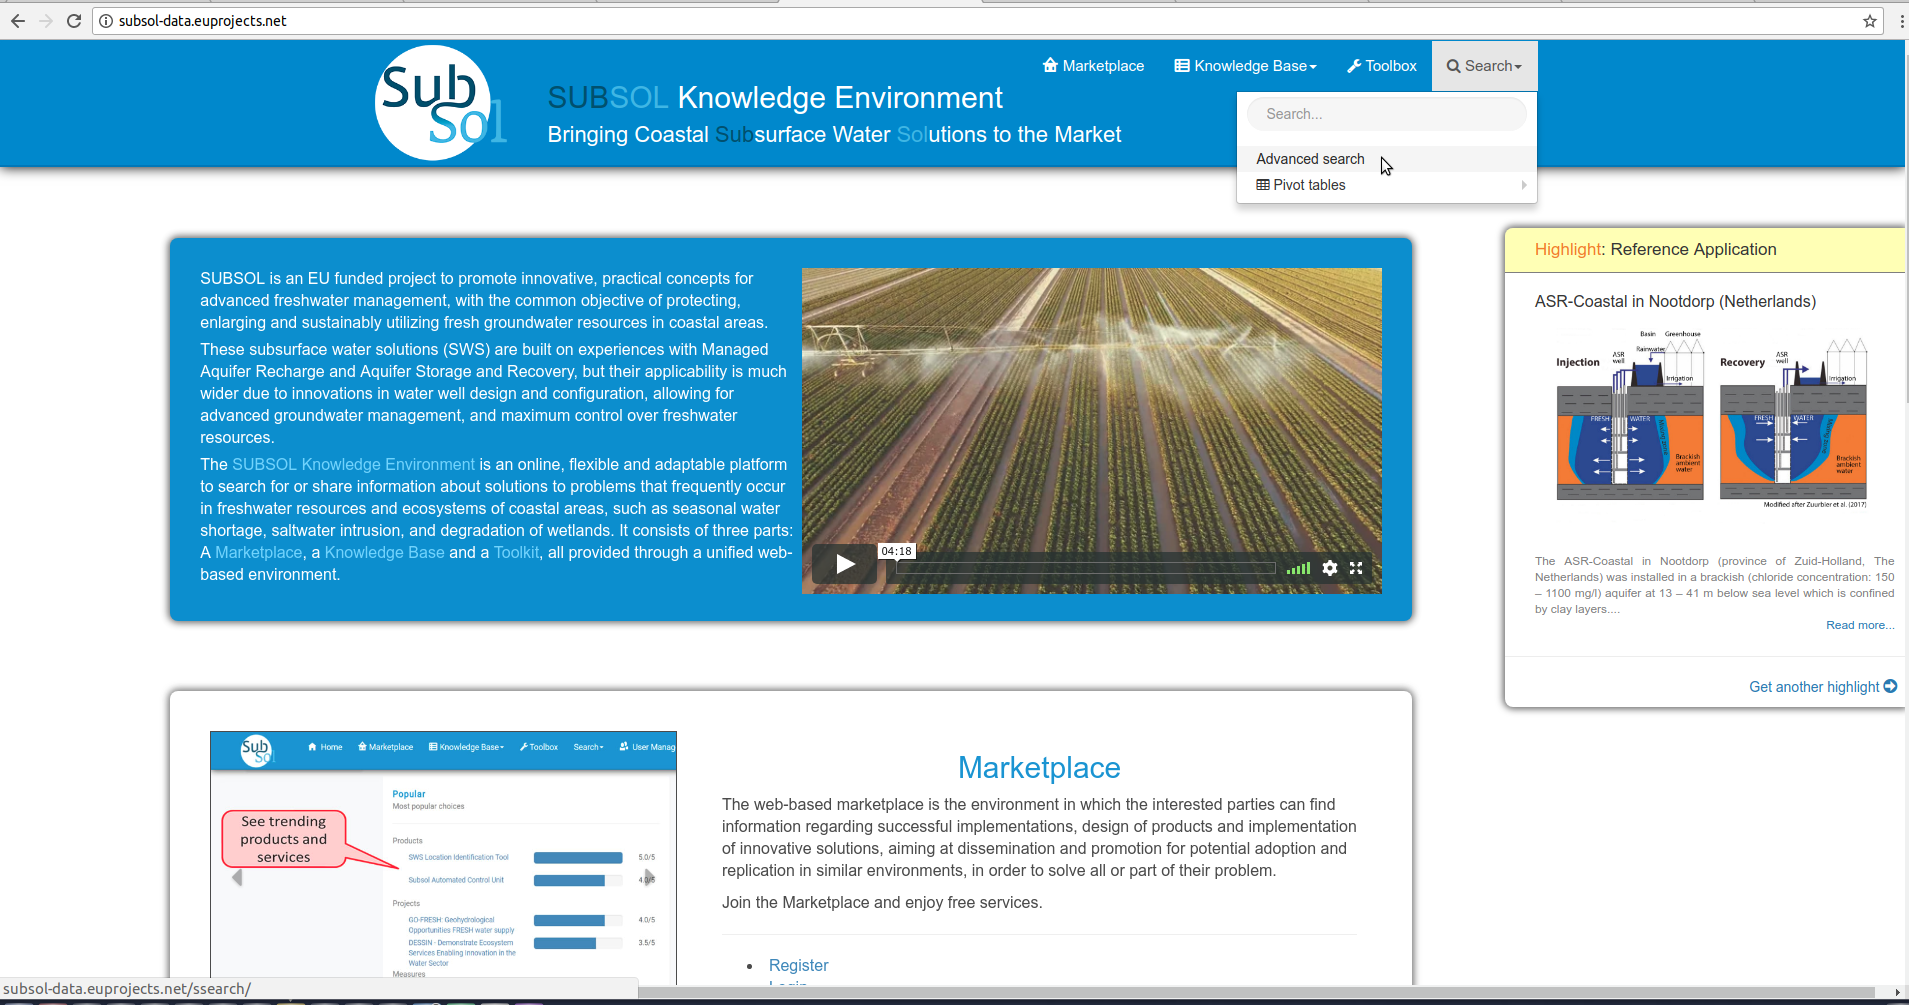 subsol-data.euprojects.net
Sub
Sol
Marketplace
Knowledge Base
Toolbox
Search
SUBSOL Knowledge Environment
Bringing Coastal Subsurface Water Solutions to the Market
Search...
Advanced search
Pivot tables
SUBSOL is an EU funded project to promote innovative, practical concepts for
advanced freshwater management, with the common objective of protecting,
enlarging and sustainably utilizing fresh groundwater resources in coastal areas.
These subsurface water solutions (SWS) are built on experiences with Managed
Aquifer Recharge and Aquifer Storage and Recovery, but their applicability is much
wider due to innovations in water well design and configuration, allowing for
advanced groundwater management, and maximum control over freshwater
resources.
The SUBSOL Knowledge Environment is an online, flexible and adaptable platform
to search for or share information about solutions to problems that frequently occur
in freshwater resources and ecosystems of coastal areas, such as seasonal water
shortage, saltwater intrusion, and degradation of wetlands. It consists of three parts:
A Marketplace, a Knowledge Base and a Toolkit, all provided through a unified web-
based environment.
04:18
Highlight: Reference Application
ASR-Coastal in Nootdorp (Netherlands)
Basin Greenhouse
Injection
ASR
well
Rainwater
Irrigation
FRESH WATER
Mixing zone
Brackish
ambient
water
Recovery
ASR
well
Irrigation
FRESH WATER
Mixing zone
Brackish
ambient
water
Modified after Zuurbier et al. (2017)
The ASR-Coastal in Nootdorp (province of Zuid-Holland, The
Netherlands) was installed in a brackish (chloride concentration: 150
– 1100 mg/l) aquifer at 13 – 41 m below sea level which is confined
by clay layers....
Read more...
Get another highlight
Sub
Sol
Home
Marketplace
Knowledge Base
Toolbox
Search
User Manag
Popular
Most popular choices
See trending
products and
services
Products
SWS Location Identification Tool 5.0/5
Subsol Automated Control Unit 4.0/5
Projects
GO-FRESH: Geohydrological 4.0/5
Opportunities FRESH water supply
DESSIN - Demonstrate Ecosystem 3.5/5
Services Enabling Innovation in the
Water Sector
Measures
Marketplace
The web-based marketplace is the environment in which the interested parties can find
information regarding successful implementations, design of products and implementation
of innovative solutions, aiming at dissemination and promotion for potential adoption and
replication in similar environments, in order to solve all or part of their problem.
Join the Marketplace and enjoy free services.
• Register
Login
subsol-data.euprojects.net/ssearch/